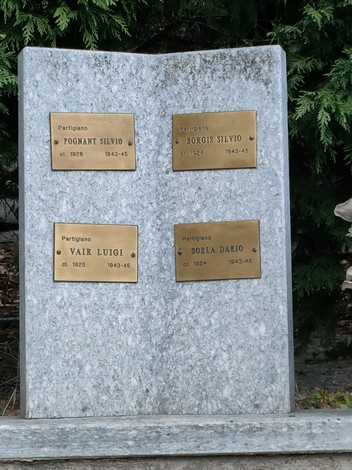 Partigiano
POGNANT SILVIO
cl. 1926 1943-45
Partigiano
BORGIS SILVIO
cl. 1924 1943-45
Partigiano
VAIR LUIGI
cl. 1925 1943-45
Partigiano
BORLA DARIO
cl. 1924 1943-45